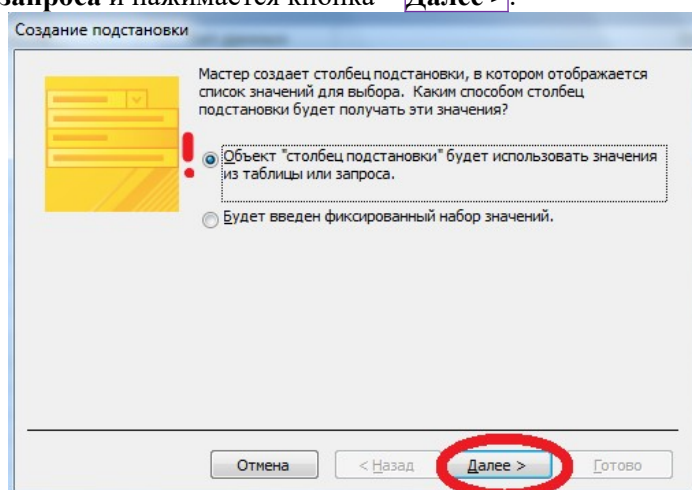 запроса и нажимается кнопка – Далее >.
Создание подстановки
Мастер создает столбец подстановки, в котором отображается
список значений для выбора. Каким способом столбец
подстановки будет получать эти значения?
! Объект "столбец подстановки" будет использовать значения
из таблицы или запроса.
Будет введен фиксированный набор значений.
Отмена < Назад Далее > Готово